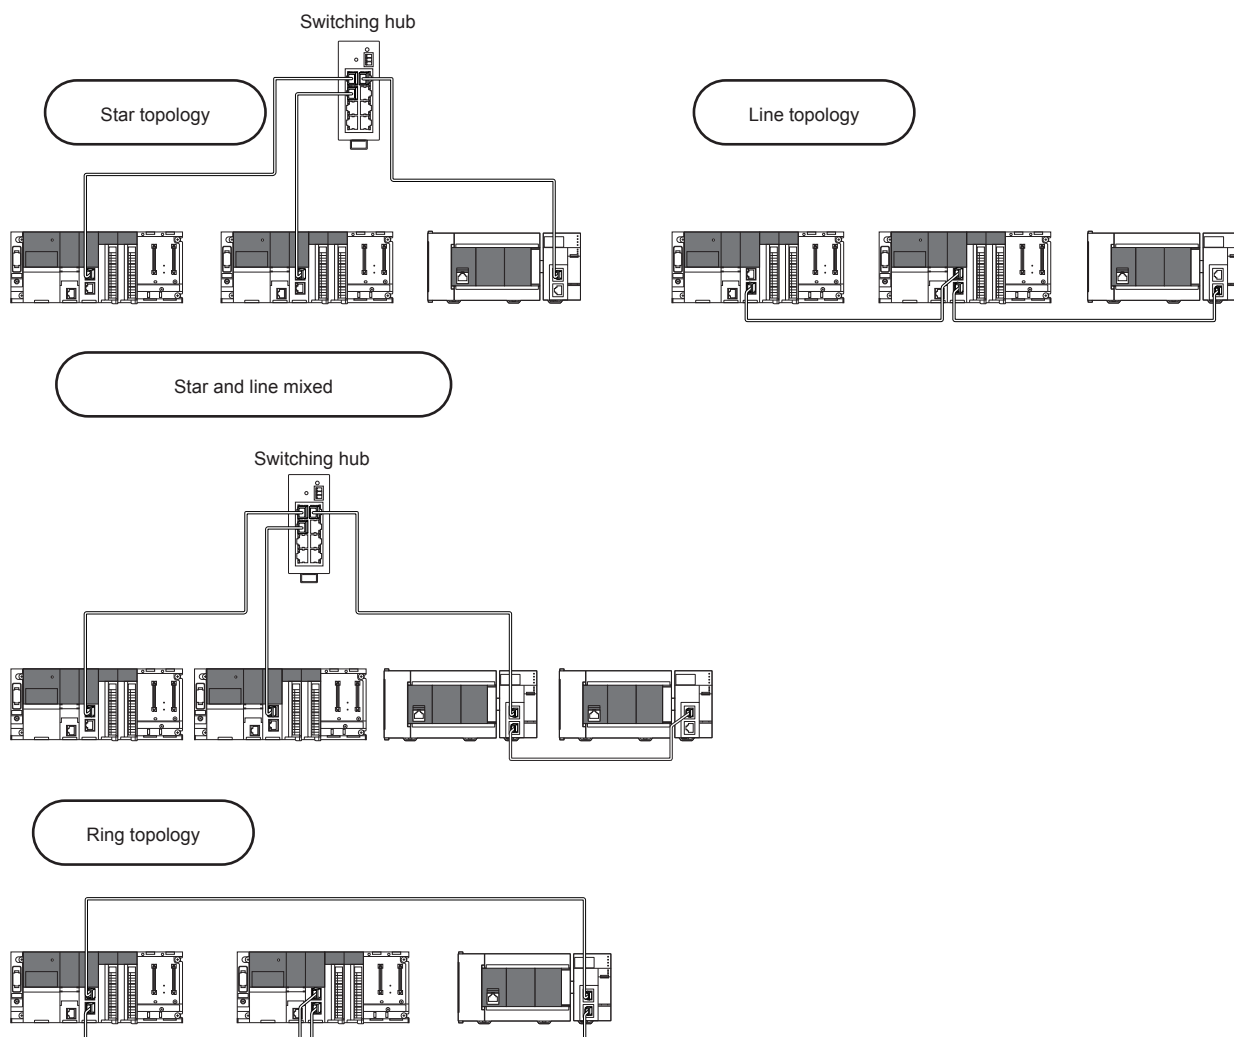 Switching hub
Star topology
Line topology
Star and line mixed
Switching hub
Ring topology